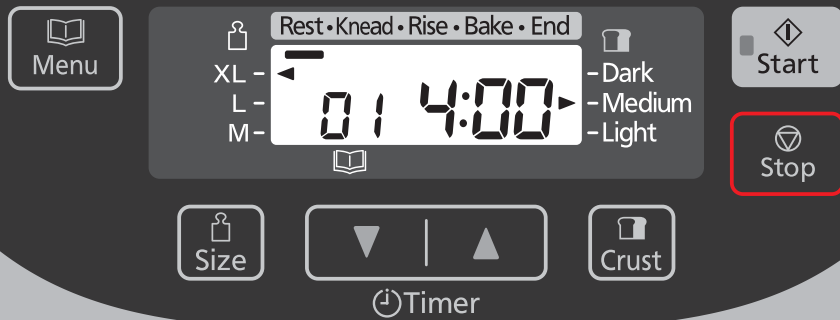 Menu
Rest•Knead•Rise•Bake•End
XL
L
M
01 4:00
Dark
Medium
Light
Start
Stop
Size
Crust
Timer